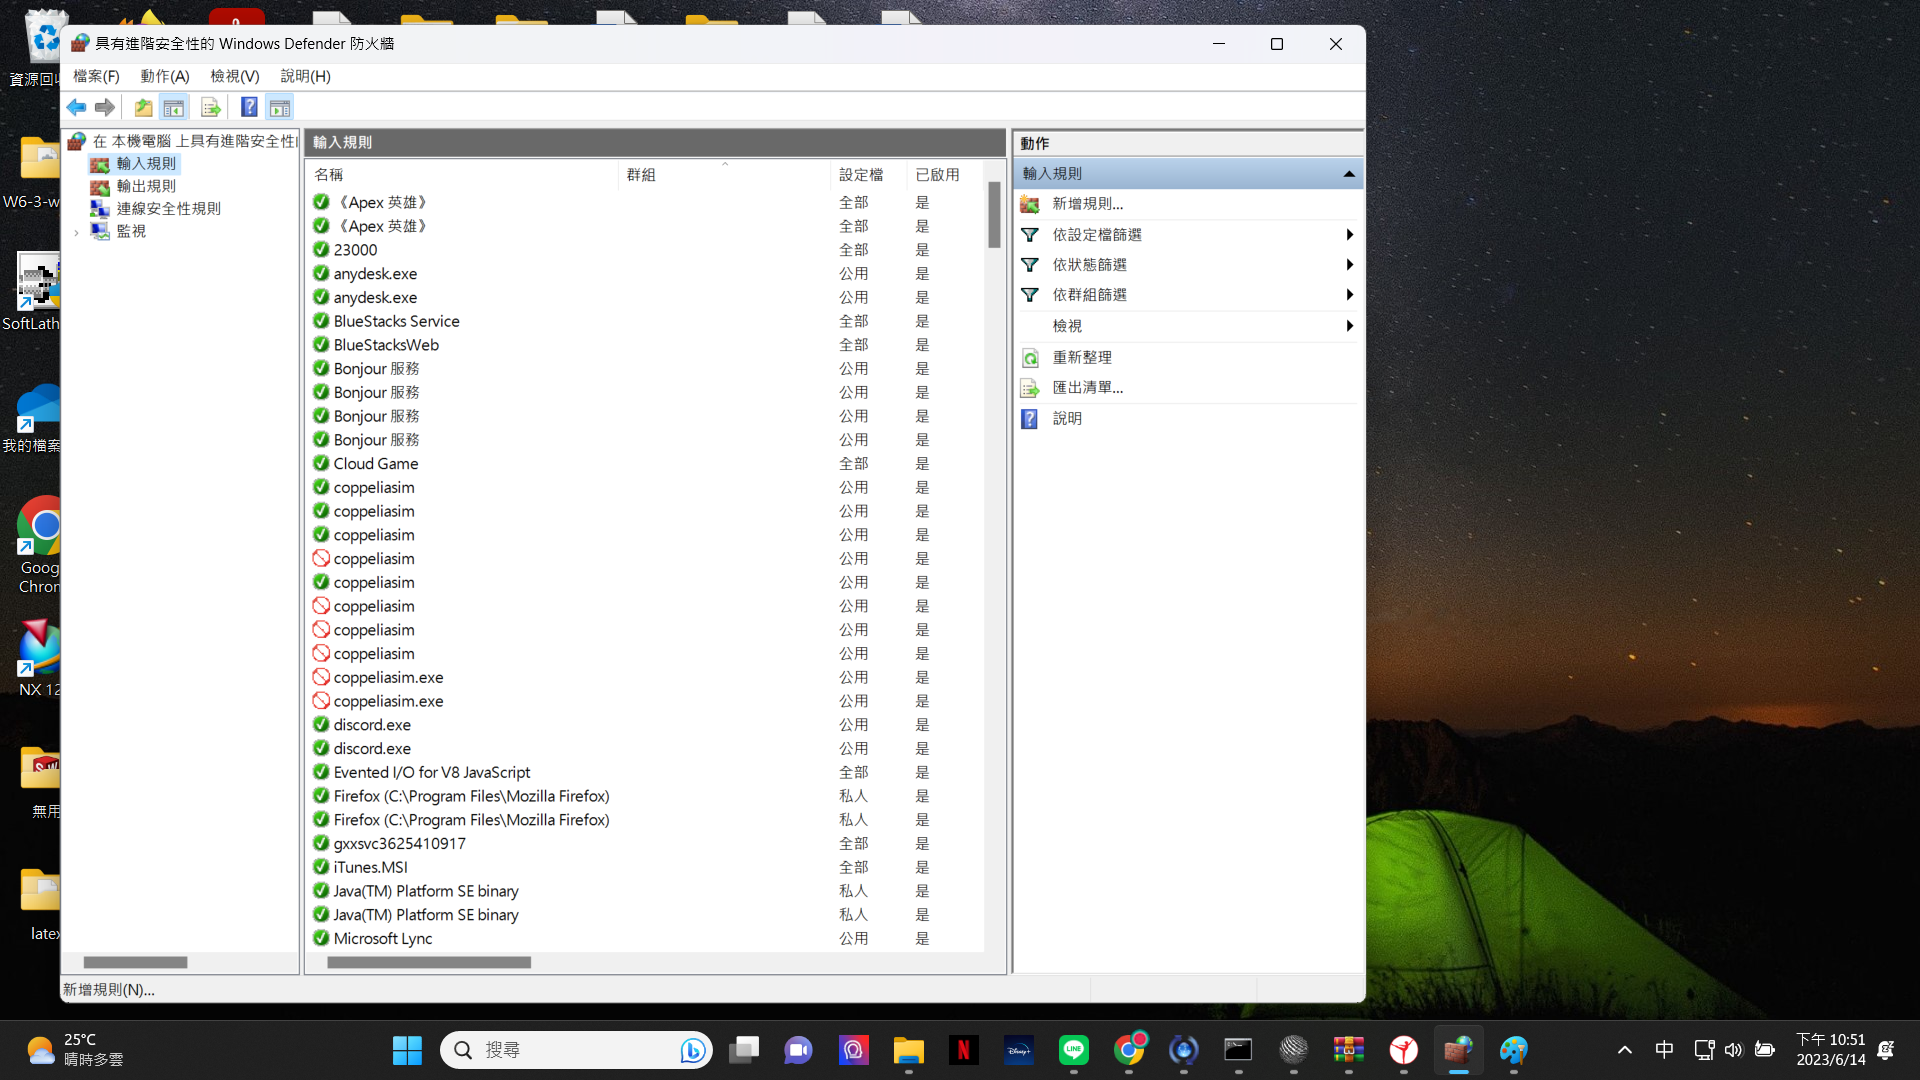 具有進階安全性的 Windows Defender 防火牆
檔案(F) 動作(A) 檢視(V) 說明(H)
在 本機電腦 上具有進階安全性
輸入規則
輸出規則
連線安全性規則
監視
輸入規則
名稱 群組 設定檔 已啟用
《Apex 英雄》 全部 是
《Apex 英雄》 全部 是
23000 全部 是
anydesk.exe 公用 是
anydesk.exe 公用 是
BlueStacks Service 全部 是
BlueStacksWeb 全部 是
Bonjour 服務 公用 是
Bonjour 服務 公用 是
Bonjour 服務 公用 是
Bonjour 服務 公用 是
Cloud Game 全部 是
coppeliasim 公用 是
coppeliasim 公用 是
coppeliasim 公用 是
coppeliasim 公用 是
coppeliasim 公用 是
coppeliasim 公用 是
coppeliasim 公用 是
coppeliasim 公用 是
coppeliasim.exe 公用 是
coppeliasim.exe 公用 是
discord.exe 公用 是
discord.exe 公用 是
Evented I/O for V8 JavaScript 全部 是
Firefox (C:\Program Files\Mozilla Firefox) 私人 是
Firefox (C:\Program Files\Mozilla Firefox) 私人 是
gxxsvc3625410917 全部 是
iTunes.MSI 全部 是
Java(TM) Platform SE binary 私人 是
Java(TM) Platform SE binary 私人 是
Microsoft Lync 公用 是
動作
輸入規則
新增規則...
依設定檔篩選
依狀態篩選
依群組篩選
檢視
重新整理
匯出清單...
說明
新增規則(N)...
資源回收
W6-3-w
SoftLath
我的檔案
Goog
Chron
NX 12
無用
latex
25°C
晴時多雲
搜尋
N
Disney+
LINE
中
下午 10:51
2023/6/14